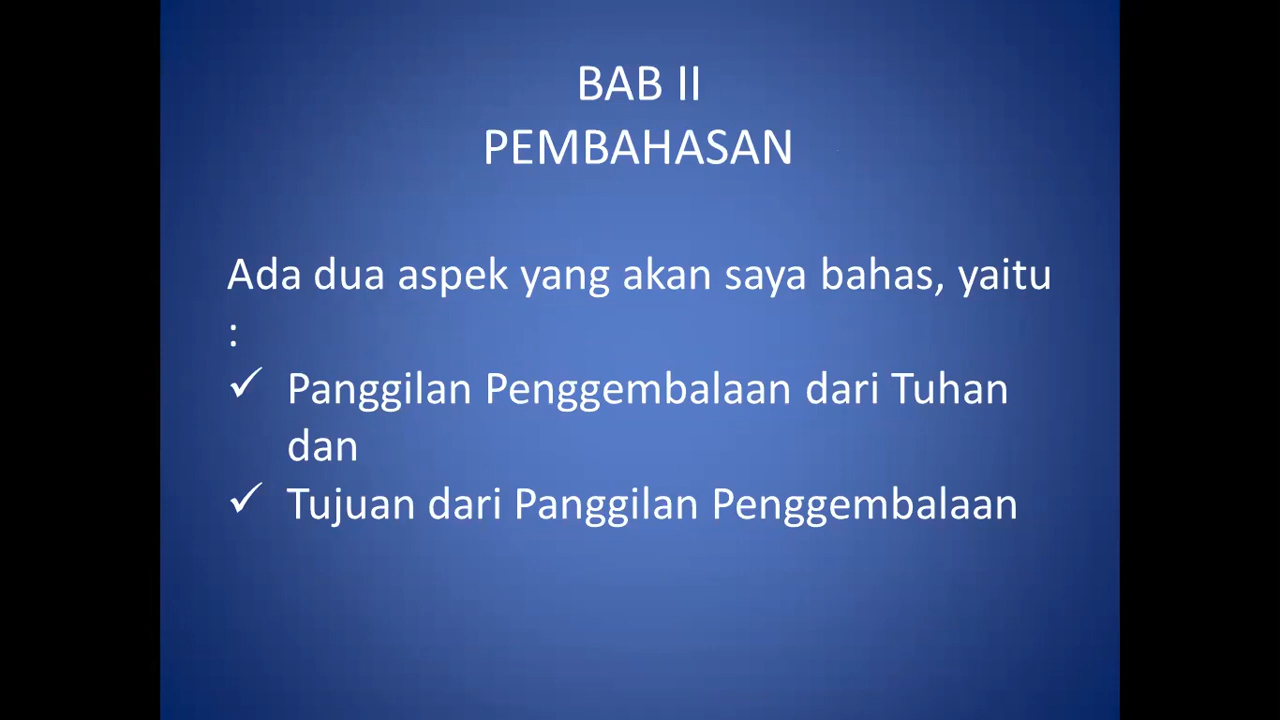 BAB II
PEMBAHASAN
Ada dua aspek yang akan saya bahas, yaitu
:
✓ Panggilan Penggembalaan dari Tuhan
dan
✓ Tujuan dari Panggilan Penggembalaan